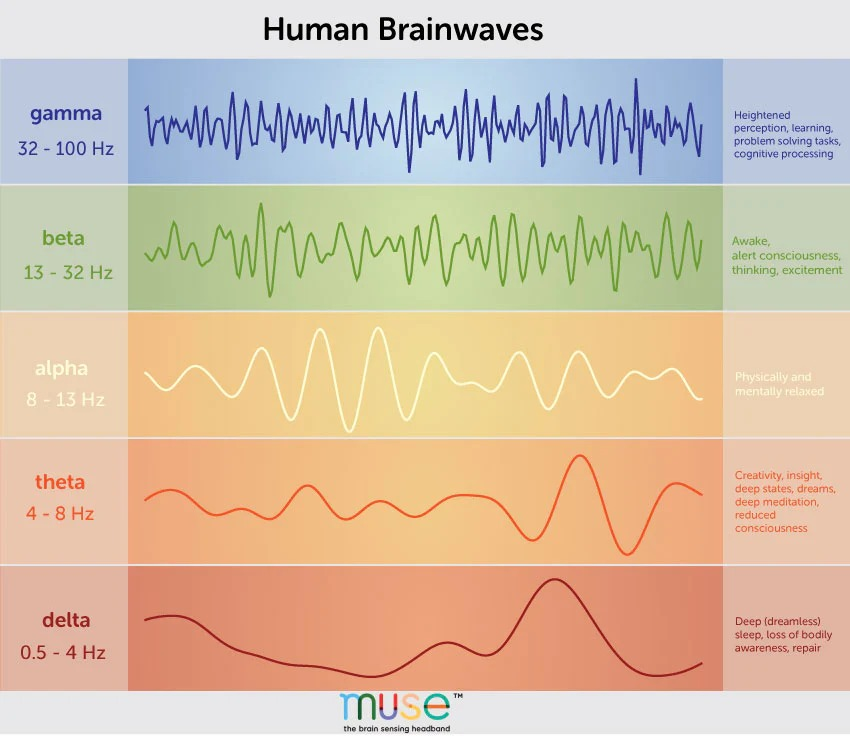 Human Brainwaves
gamma
32 - 100 Hz
Heightened
perception, learning,
problem solving tasks,
cognitive processing
beta
13 - 32 Hz
Awake,
alert consciousness,
thinking, excitement
alpha
8 - 13 Hz
Physically and
mentally relaxed
theta
4 - 8 Hz
Creativity, insight,
deep states, dreams,
deep meditation,
reduced
consciousness
delta
0.5 - 4 Hz
Deep (dreamless)
sleep, loss of bodily
awareness, repair
muse™
the brain sensing headband